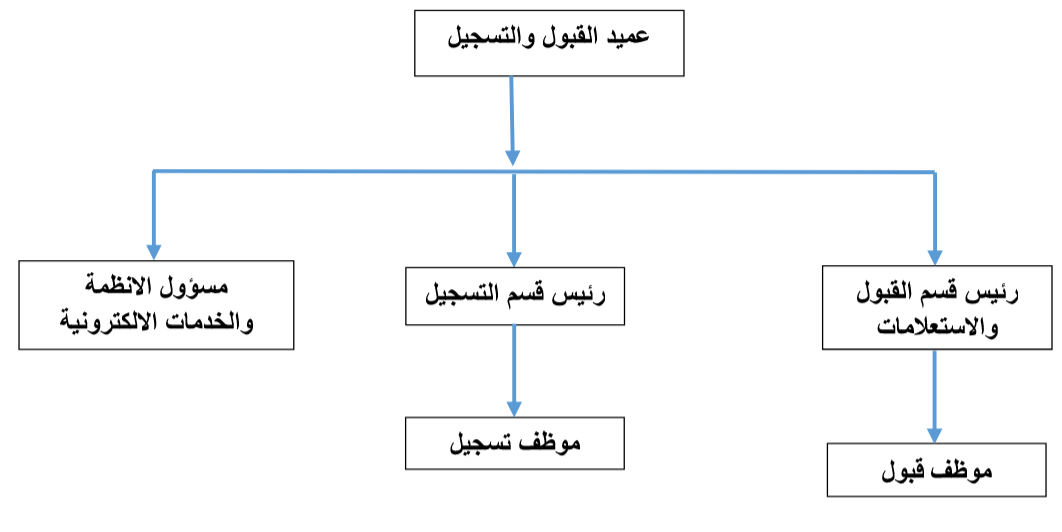 عميد القبول والتسجيل
رئيس قسم القبول
والاستعلامات
رئيس قسم التسجيل
مسؤول الانظمة
والخدمات الالكترونية
موظف قبول
موظف تسجيل